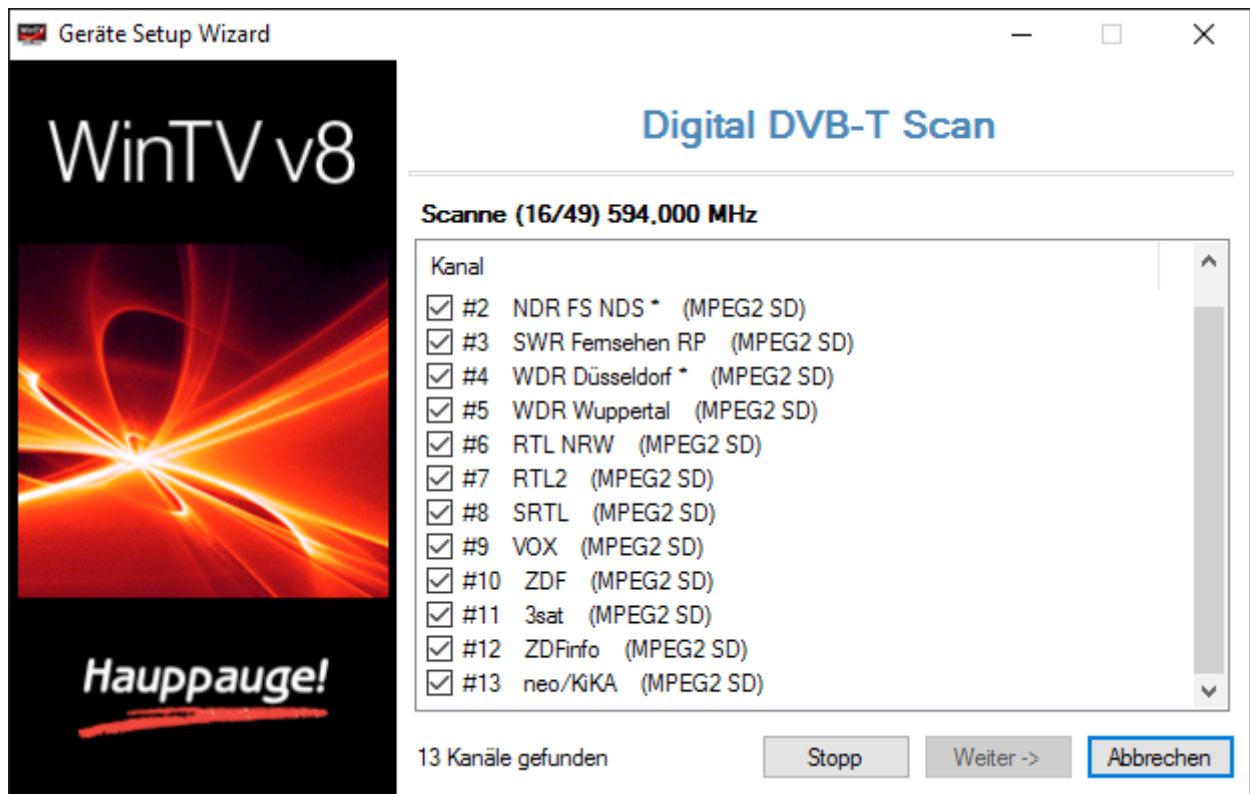 Geräte Setup Wizard
WinTV v8
Digital DVB-T Scan
Scanne (16/49) 594.000 MHz
Kanal
#2 NDR FS NDS * (MPEG2 SD)
#3 SWR Fernsehen RP (MPEG2 SD)
#4 WDR Düsseldorf * (MPEG2 SD)
#5 WDR Wuppertal (MPEG2 SD)
#6 RTL NRW (MPEG2 SD)
#7 RTL2 (MPEG2 SD)
#8 SRTL (MPEG2 SD)
#9 VOX (MPEG2 SD)
#10 ZDF (MPEG2 SD)
#11 3sat (MPEG2 SD)
#12 ZDFinfo (MPEG2 SD)
#13 neo/KiKA (MPEG2 SD)
Hauppauge!
13 Kanäle gefunden
Stopp
Weiter ->
Abbrechen